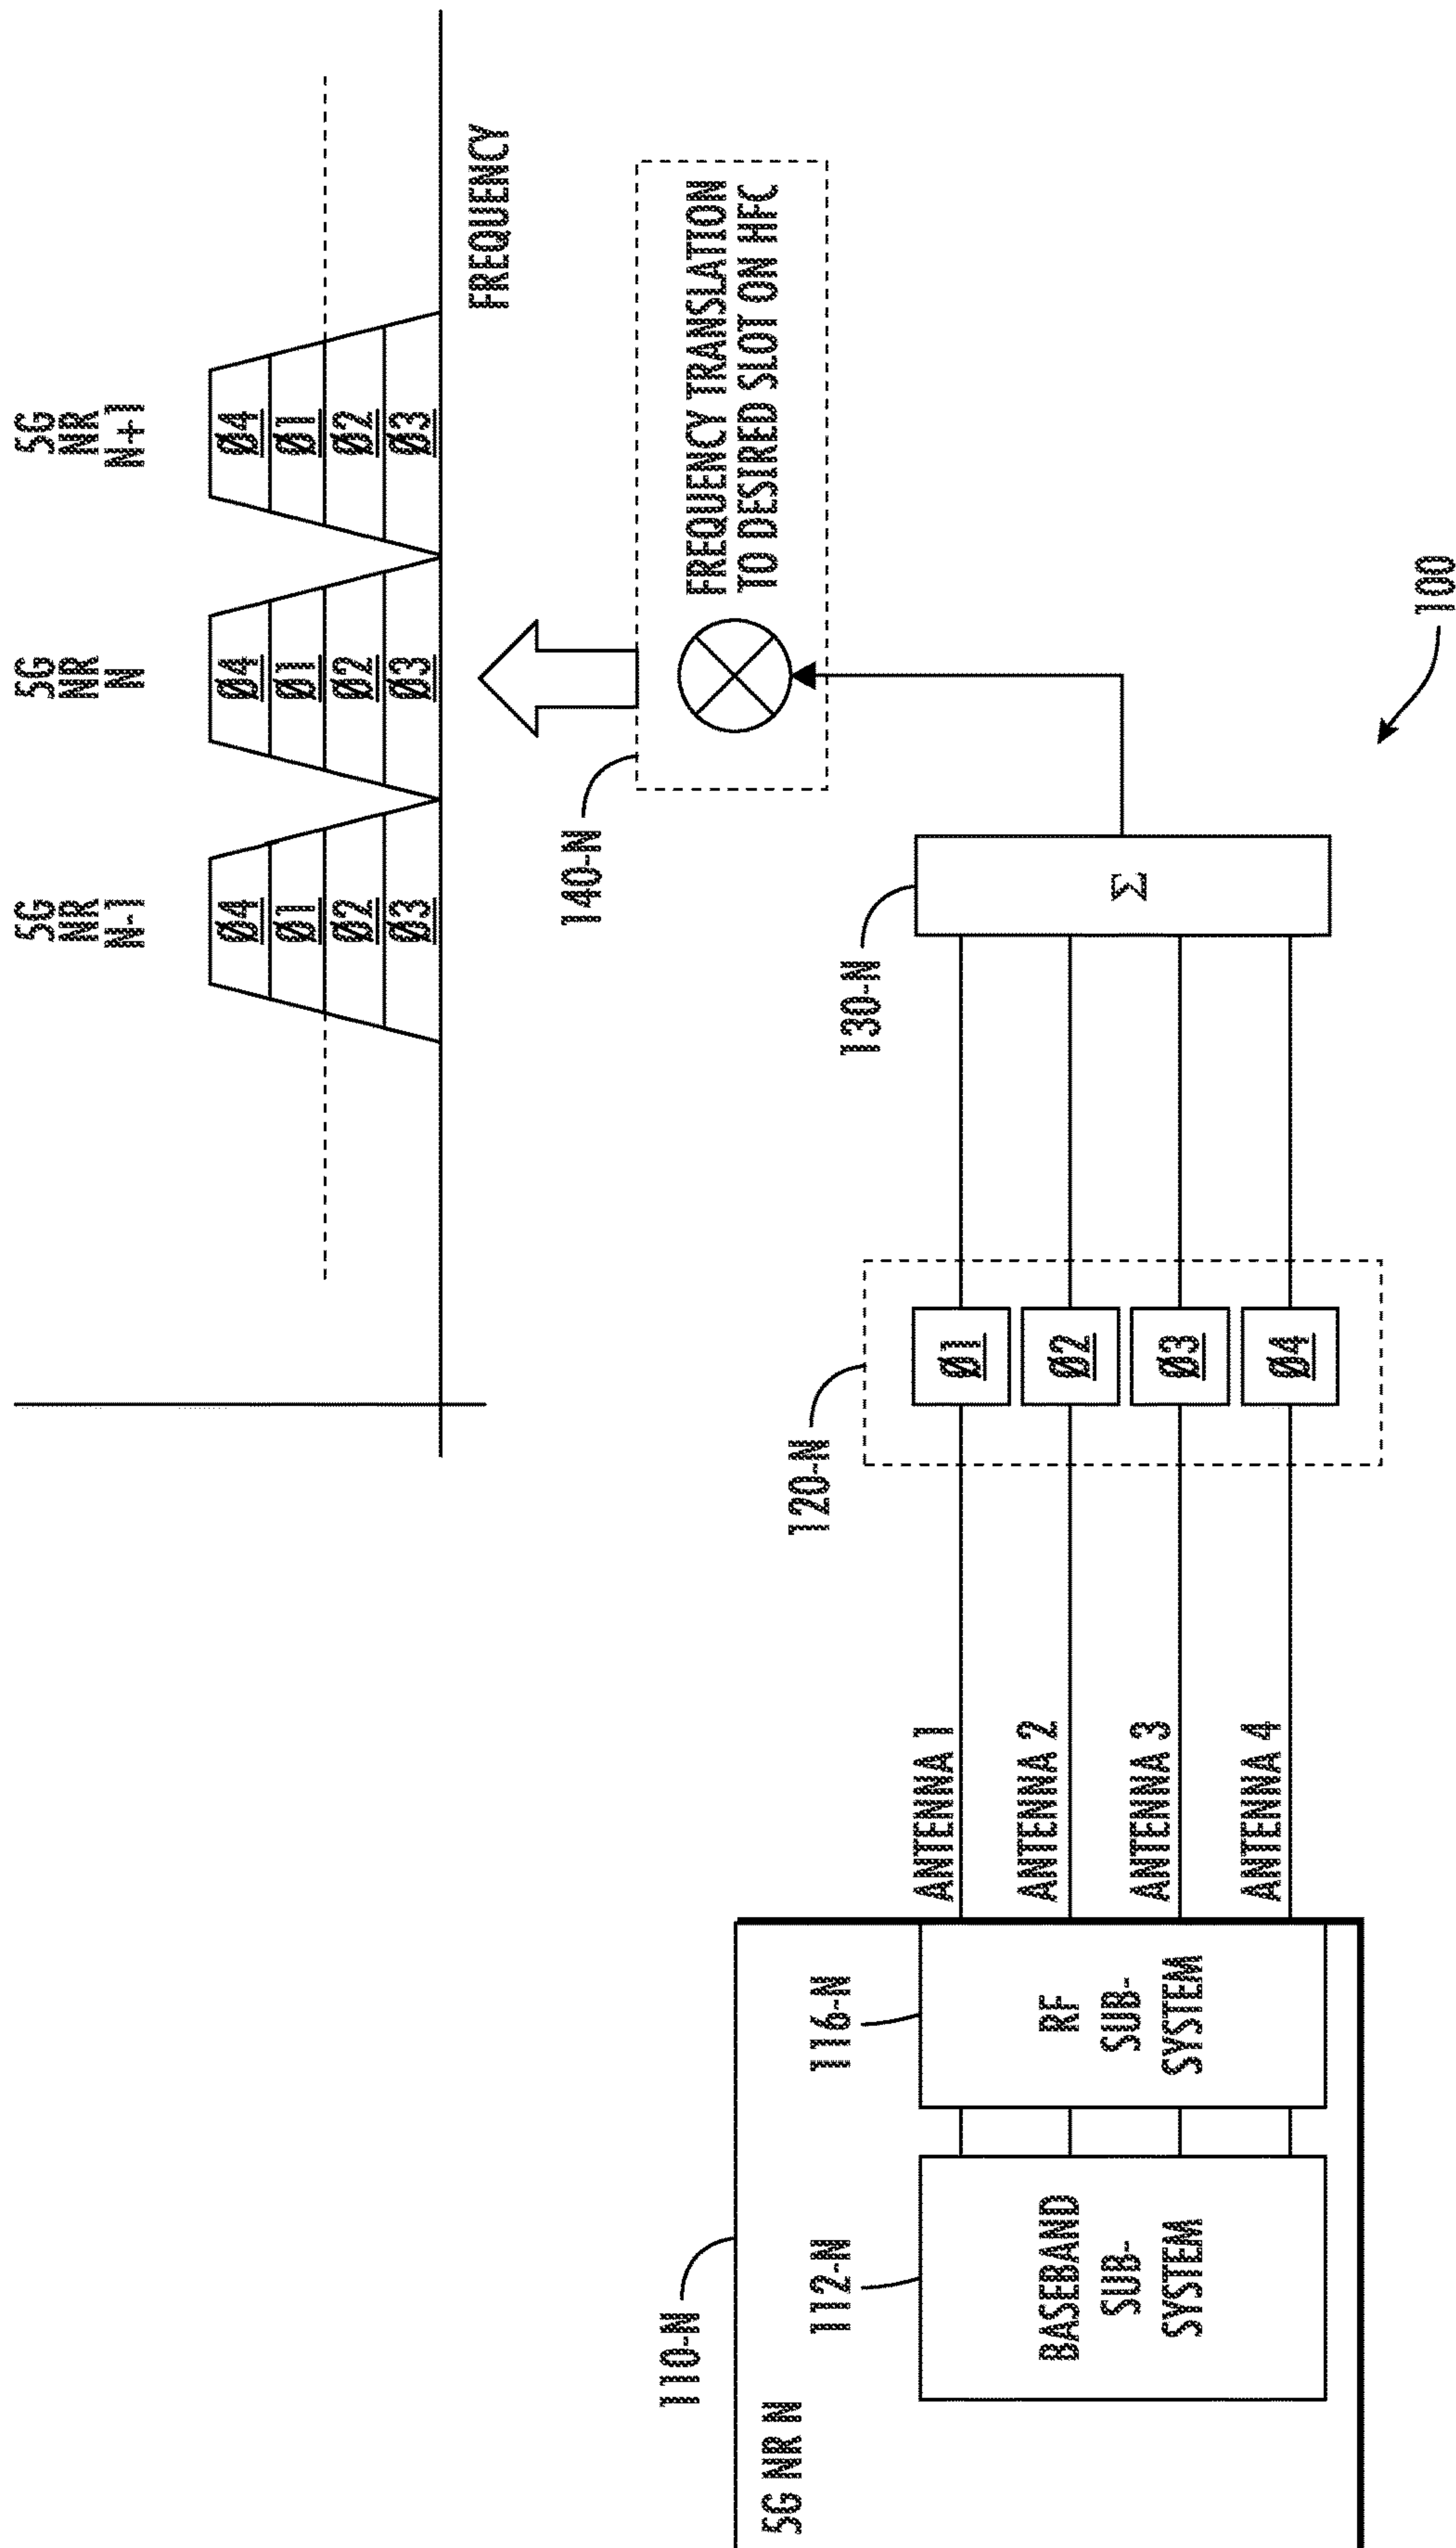 5G
NR
N-1
5G
NR
N
5G
NR
N+1
Ø4
Ø1
Ø2
Ø3
Ø4
Ø1
Ø2
Ø3
Ø4
Ø1
Ø2
Ø3
FREQUENCY
140-N
FREQUENCY TRANSLATION
TO DESIRED SLOT ON HFC
110-N
5G NR N
112-N
BASEBAND
SUB-
SYSTEM
116-N
RF
SUB-
SYSTEM
ANTENNA 1
ANTENNA 2
ANTENNA 3
ANTENNA 4
120-N
Ø1
Ø2
Ø3
Ø4
130-N
Σ
100